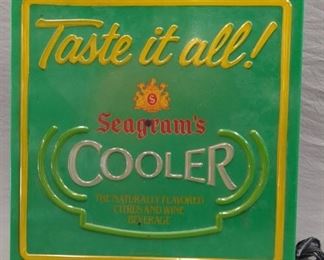 Taste it all!
S
Seagram's
COOLER
THE NATURALLY FLAVORED
CITRUS AND WINE
BEVERAGE